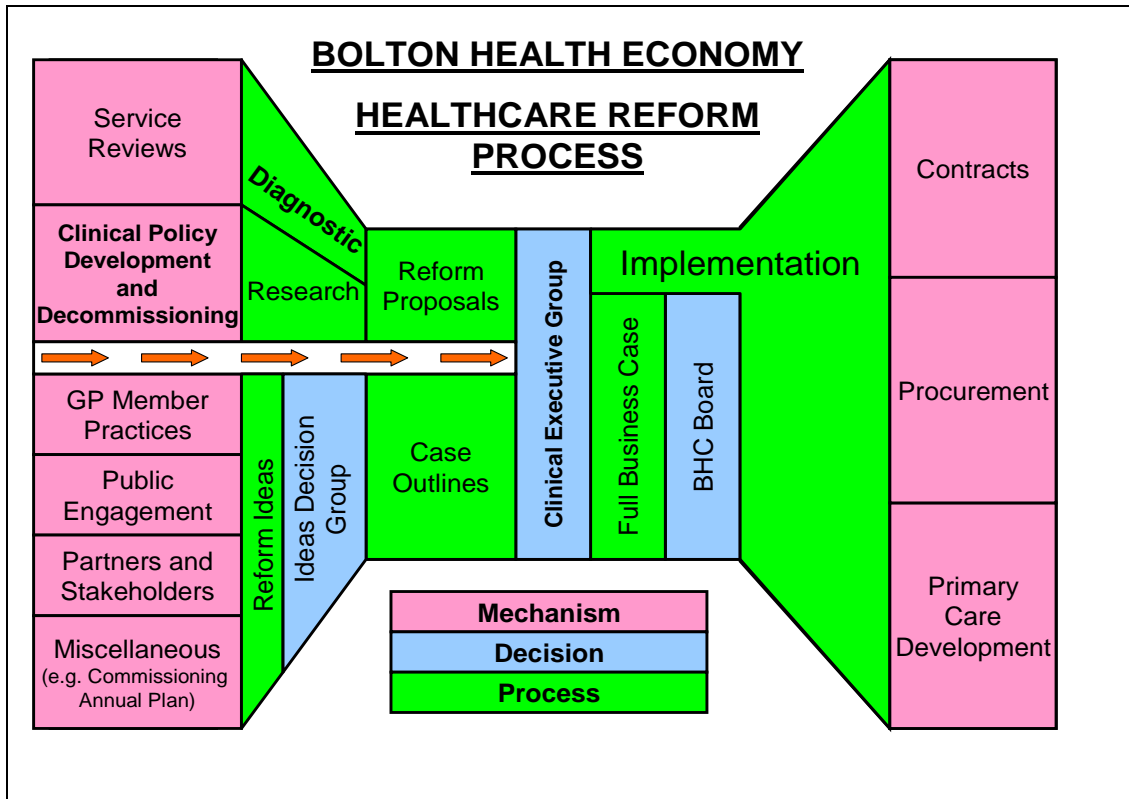 BOLTON HEALTH ECONOMY
HEALTHCARE REFORM
PROCESS
Service
Reviews
Clinical Policy
Development
and
Decommissioning
GP Member
Practices
Public
Engagement
Partners and
Stakeholders
Miscellaneous
(e.g. Commissioning
Annual Plan)
Diagnostic
Research
Reform Ideas
Ideas Decision
Group
Reform
Proposals
Case
Outlines
Clinical Executive Group
Implementation
Full Business Case
BHC Board
Contracts
Procurement
Primary
Care
Development
Mechanism
Decision
Process